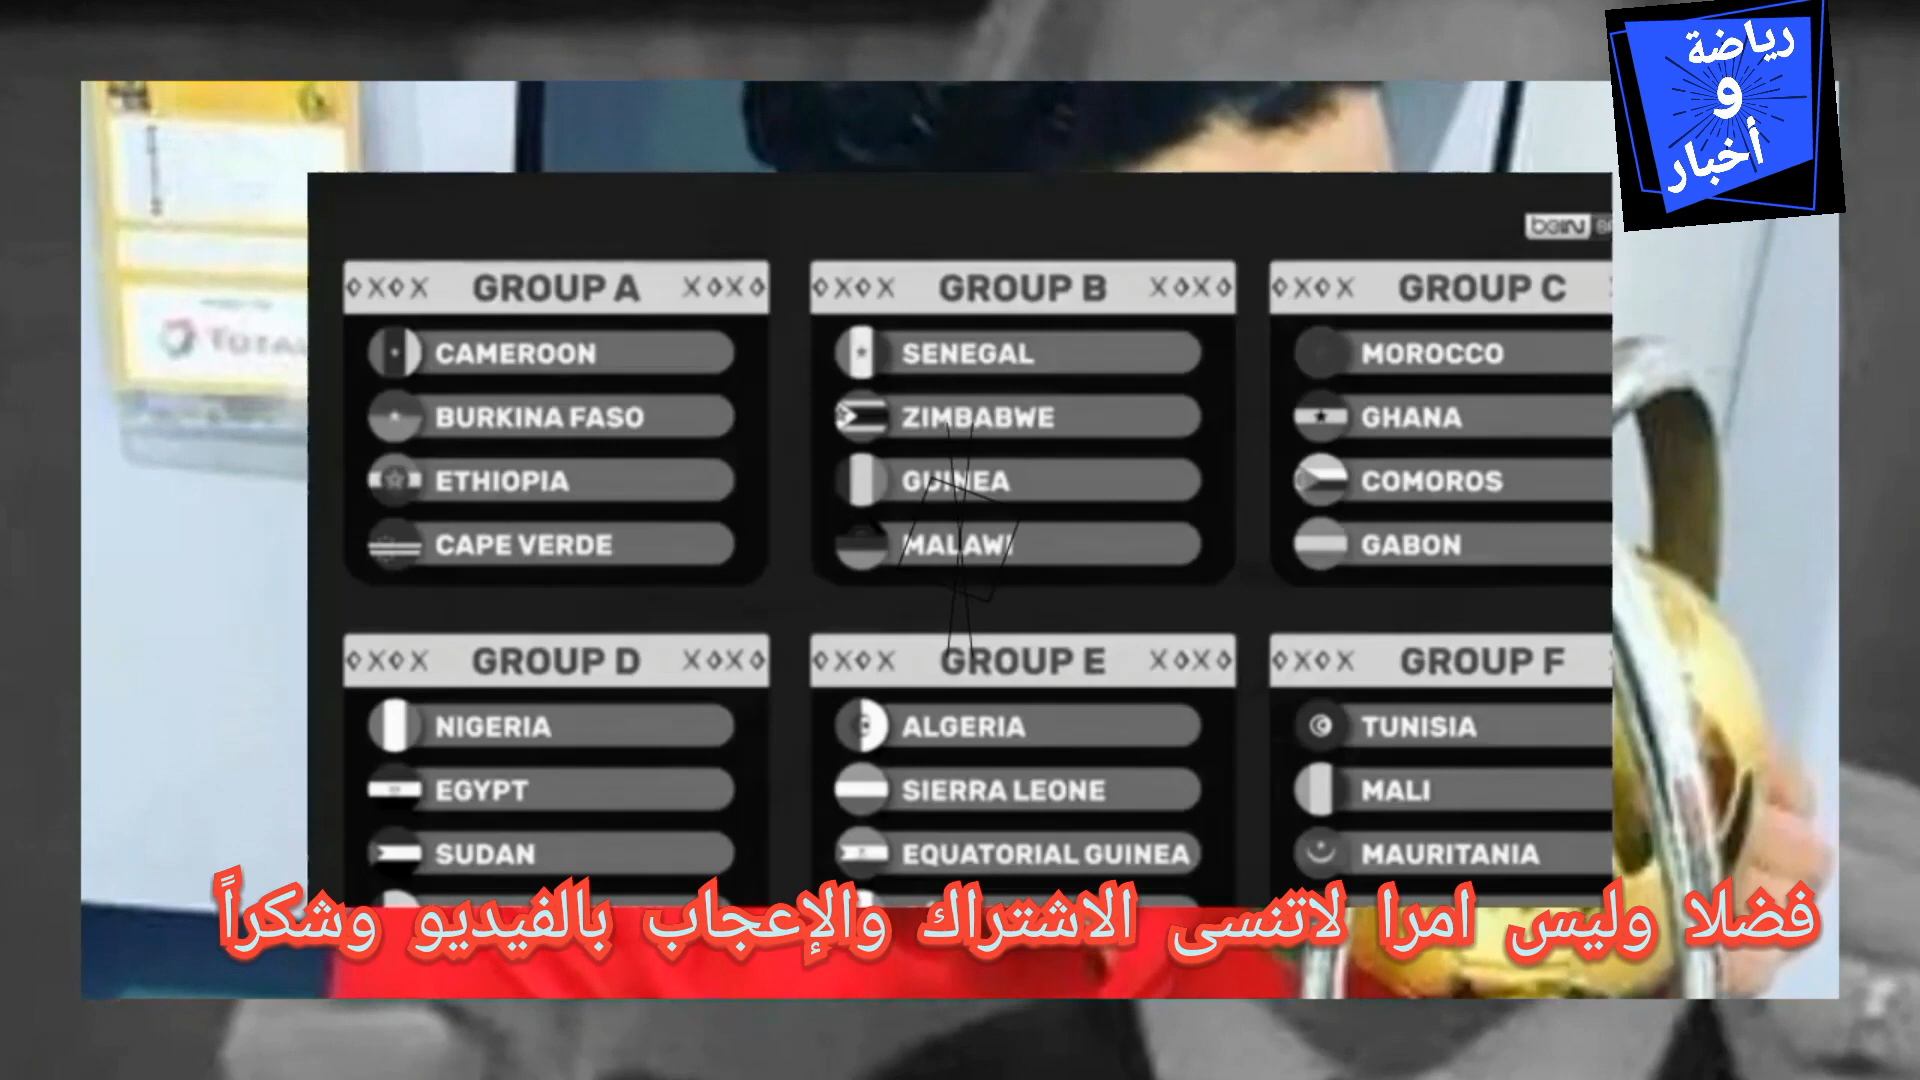 رياضة
و
أخبار
TOTAL
beIN
GROUP A
CAMEROON
BURKINA FASO
ETHIOPIA
CAPE VERDE
GROUP B
SENEGAL
ZIMBABWE
GUINEA
MALAWI
GROUP C
MOROCCO
GHANA
COMOROS
GABON
GROUP D
NIGERIA
EGYPT
SUDAN
GROUP E
ALGERIA
SIERRA LEONE
EQUATORIAL GUINEA
GROUP F
TUNISIA
MALI
MAURITANIA
فضلا وليس امرا لاتنسى الاشتراك والإعجاب بالفيديو وشكراً